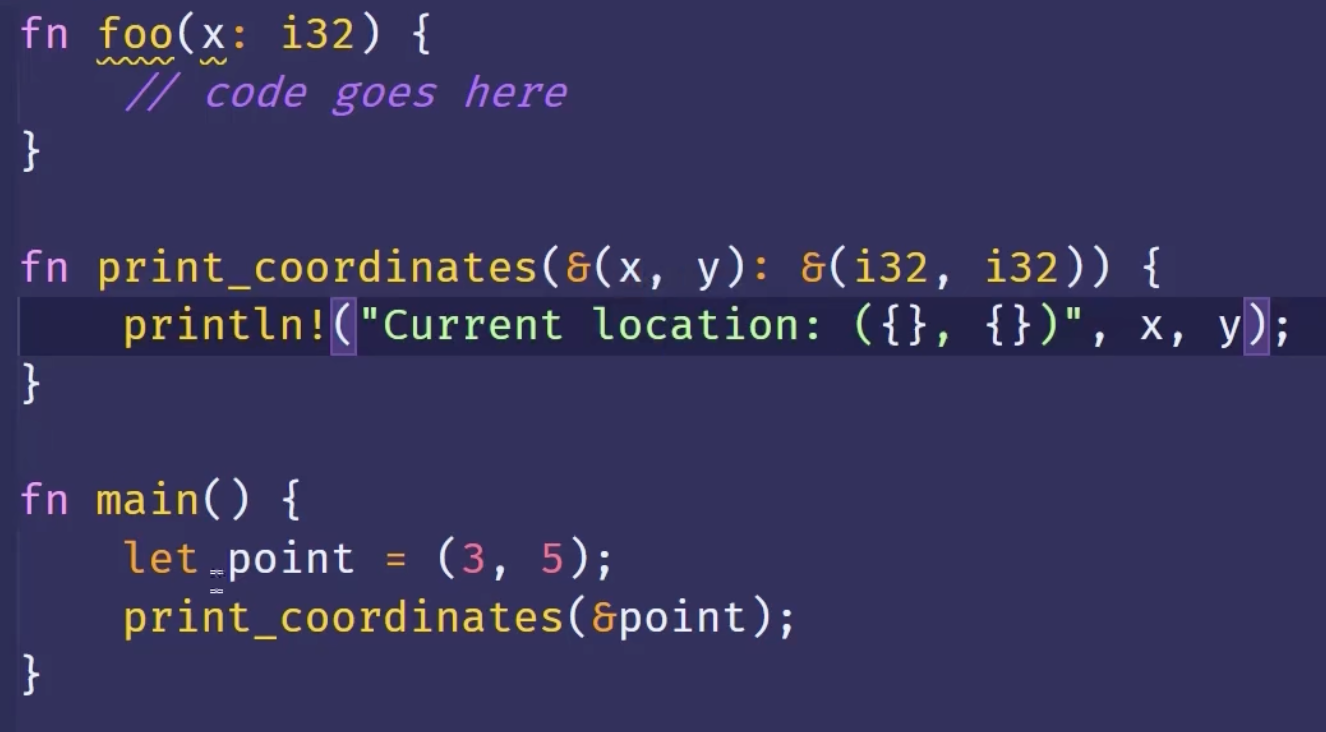 fn foo(x: i32) {
    // code goes here
}

fn print_coordinates(&(x, y): &(i32, i32)) {
    println!("Current location: ({}, {})", x, y);
}

fn main() {
    let point = (3, 5);
    print_coordinates(&point);
}